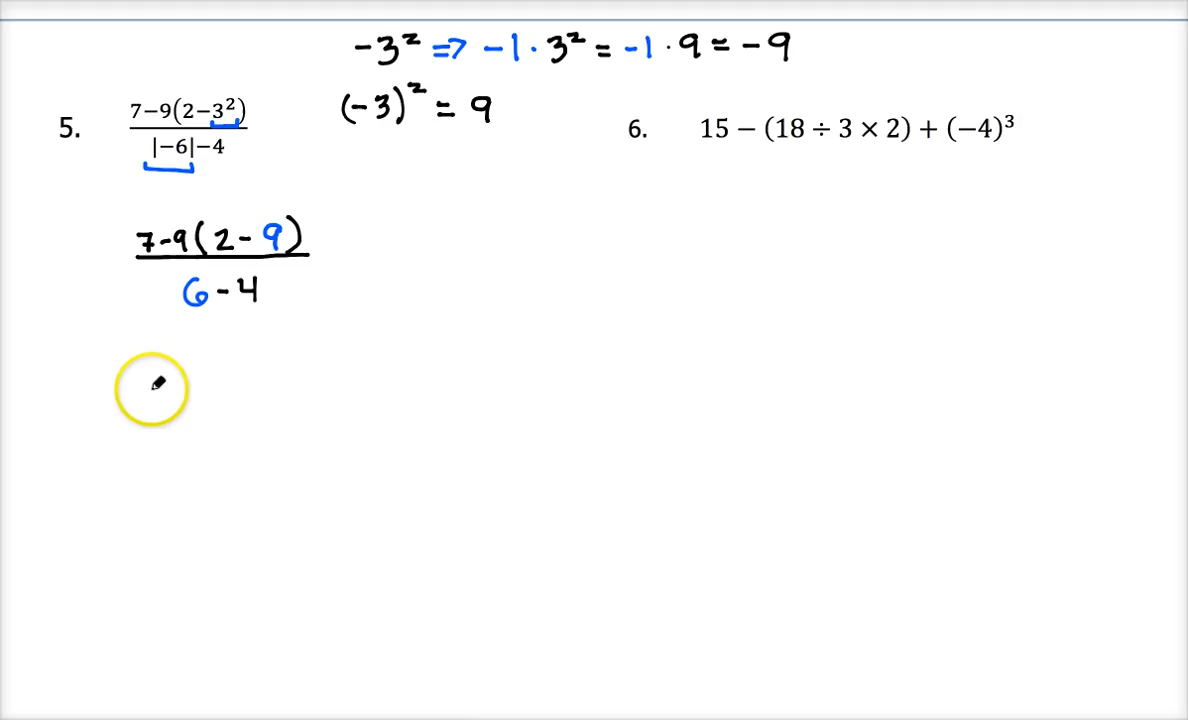 -3² => -1 · 3² = -1 · 9 = -9
(-3)² = 9
5. 7−9(2−3²)
|−6|−4
6. 15 − (18 ÷ 3 × 2) + (−4)³
7-9(2-9)
6-4